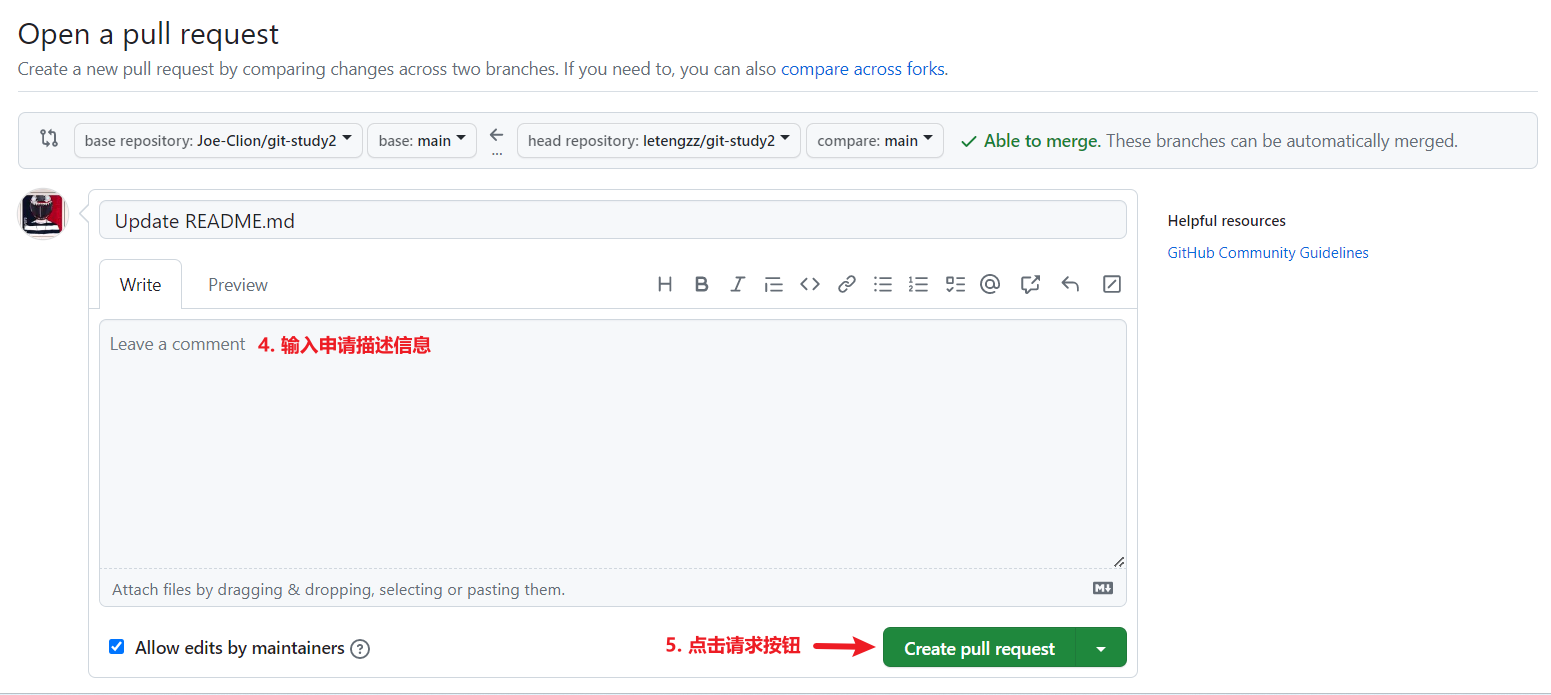 Open a pull request
Create a new pull request by comparing changes across two branches. If you need to, you can also compare across forks.
base repository: Joe-Clion/git-study2 base: main ... head repository: letengzz/git-study2 compare: main Able to merge. These branches can be automatically merged.
Update README.md
Helpful resources
GitHub Community Guidelines
Write Preview
Leave a comment 4. 输入申请描述信息
Attach files by dragging & dropping, selecting or pasting them.
Allow edits by maintainers
5. 点击请求按钮
Create pull request